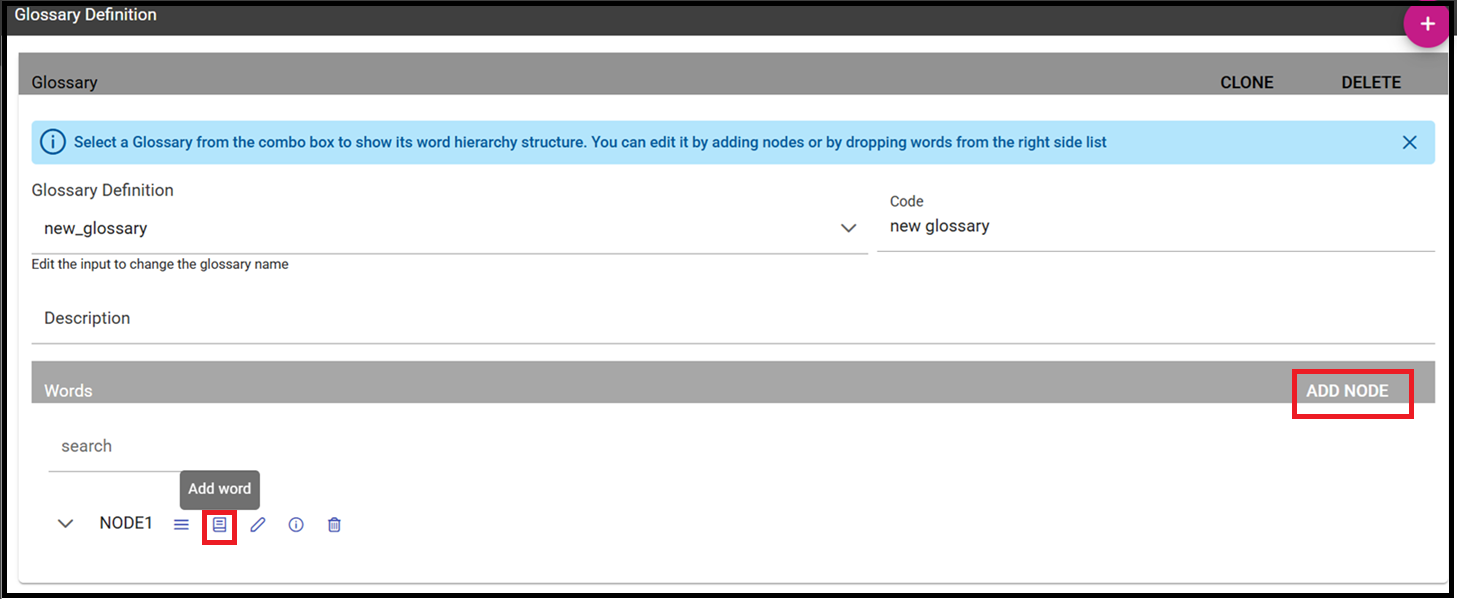 Glossary Definition
+
Glossary CLONE DELETE
Select a Glossary from the combo box to show its word hierarchy structure. You can edit it by adding nodes or by dropping words from the right side list
Glossary Definition
new_glossary
Edit the input to change the glossary name
Code
new glossary
Description
Words ADD NODE
search
Add word
NODE1